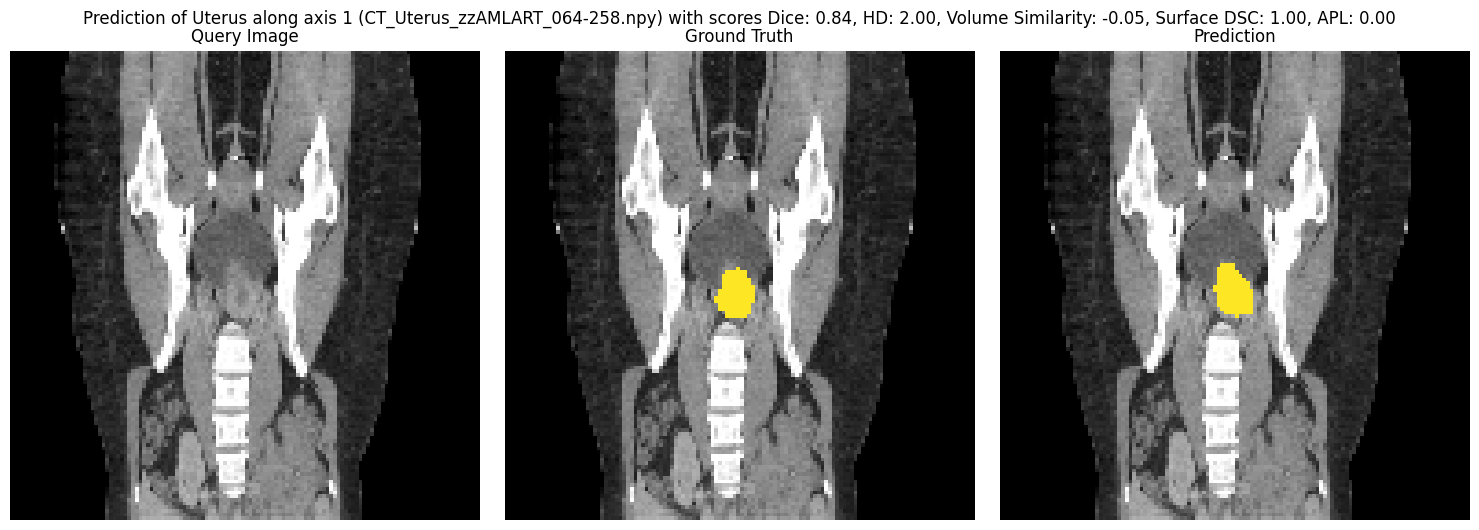 Prediction of Uterus along axis 1 (CT_Uterus_zzAMLART_064-258.npy) with scores Dice: 0.84, HD: 2.00, Volume Similarity: -0.05, Surface DSC: 1.00, APL: 0.00
Query Image
Ground Truth
Prediction